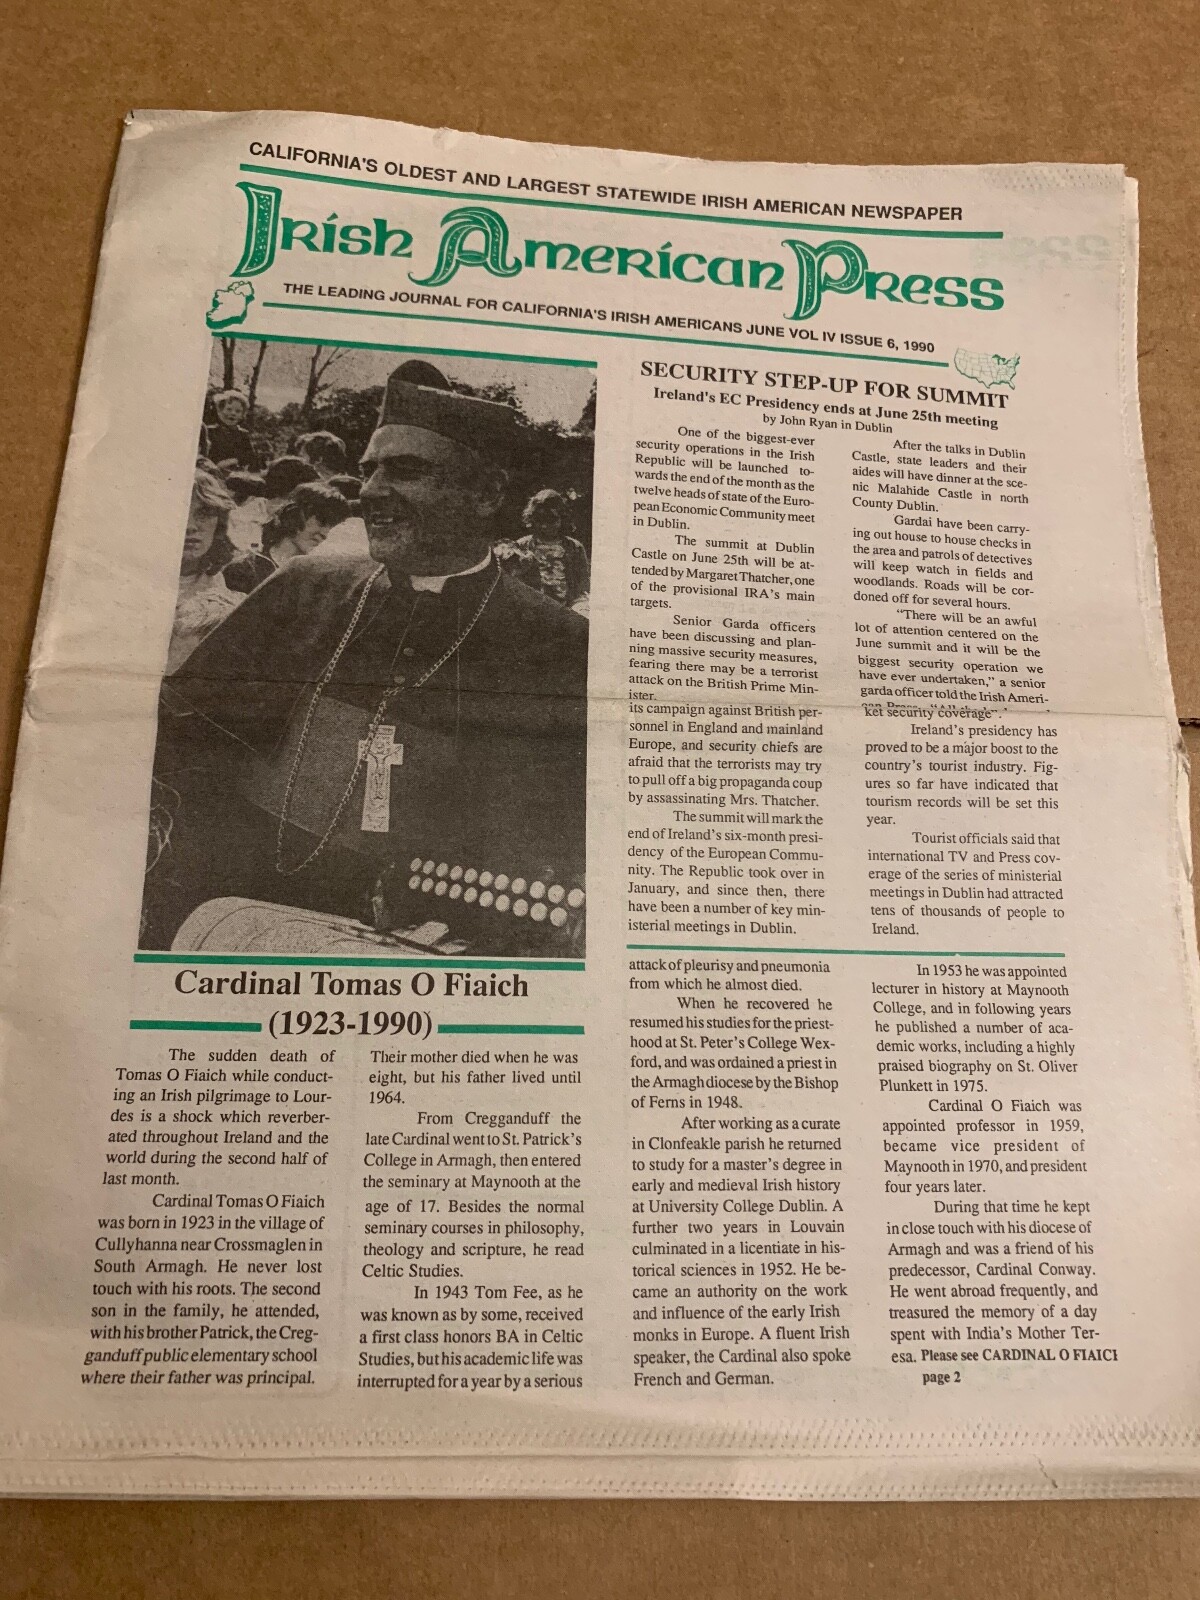 CALIFORNIA'S OLDEST AND LARGEST STATEWIDE IRISH AMERICAN NEWSPAPER
Irish American Press
THE LEADING JOURNAL FOR CALIFORNIA'S IRISH AMERICANS JUNE VOL IV ISSUE 6, 1990
SECURITY STEP-UP FOR SUMMIT
Ireland's EC Presidency ends at June 25th meeting
by John Ryan in Dublin
One of the biggest-ever
security operations in the Irish
Republic will be launched to-
wards the end of the month as the
twelve heads of state of the Euro-
pean Economic Community meet
in Dublin.
The summit at Dublin
Castle on June 25th will be at-
tended by Margaret Thatcher, one
of the provisional IRA's main
targets.
Senior Garda officers
have been discussing and plan-
ning massive security measures,
fearing there may be a terrorist
attack on the British Prime Min-
ister.
its campaign against British per-
sonnel in England and mainland
Europe, and security chiefs are
afraid that the terrorists may try
to pull off a big propaganda coup
by assassinating Mrs. Thatcher.
The summit will mark the
end of Ireland's six-month presi-
dency of the European Commu-
nity. The Republic took over in
January, and since then, there
have been a number of key min-
isterial meetings in Dublin.
After the talks in Dublin
Castle, state leaders and their
aides will have dinner at the sce-
nic Malahide Castle in north
County Dublin.
Gardai have been carry-
ing out house to house checks in
the area and patrols of detectives
will keep watch in fields and
woodlands. Roads will be cor-
doned off for several hours.
"There will be an awful
lot of attention centered on the
June summit and it will be the
biggest security operation we
have ever undertaken," a senior
garda officer told the Irish Ameri-
ket security coverage".
Ireland's presidency has
proved to be a major boost to the
country's tourist industry. Fig-
ures so far have indicated that
tourism records will be set this
year.
Tourist officials said that
international TV and Press cov-
erage of the series of ministerial
meetings in Dublin had attracted
tens of thousands of people to
Ireland.
Cardinal Tomas O Fiaich
(1923-1990)
The sudden death of
Tomas O Fiaich while conduct-
ing an Irish pilgrimage to Lour-
des is a shock which reverber-
ated throughout Ireland and the
world during the second half of
last month.
Cardinal Tomas O Fiaich
was born in 1923 in the village of
Cullyhanna near Crossmaglen in
South Armagh. He never lost
touch with his roots. The second
son in the family, he attended,
with his brother Patrick, the Creg-
ganduff public elementary school
where their father was principal.
Their mother died when he was
eight, but his father lived until
1964.
From Cregganduff the
late Cardinal went to St. Patrick's
College in Armagh, then entered
the seminary at Maynooth at the
age of 17. Besides the normal
seminary courses in philosophy,
theology and scripture, he read
Celtic Studies.
In 1943 Tom Fee, as he
was known as by some, received
a first class honors BA in Celtic
Studies, but his academic life was
interrupted for a year by a serious
attack of pleurisy and pneumonia
from which he almost died.
When he recovered he
resumed his studies for the priest-
hood at St. Peter's College Wex-
ford, and was ordained a priest in
the Armagh diocese by the Bishop
of Ferns in 1948.
After working as a curate
in Clonfeakle parish he returned
to study for a master's degree in
early and medieval Irish history
at University College Dublin. A
further two years in Louvain
culminated in a licentiate in his-
torical sciences in 1952. He be-
came an authority on the work
and influence of the early Irish
monks in Europe. A fluent Irish
speaker, the Cardinal also spoke
French and German.
In 1953 he was appointed
lecturer in history at Maynooth
College, and in following years
he published a number of aca-
demic works, including a highly
praised biography on St. Oliver
Plunkett in 1975.
Cardinal O Fiaich was
appointed professor in 1959,
became vice president of
Maynooth in 1970, and president
four years later.
During that time he kept
in close touch with his diocese of
Armagh and was a friend of his
predecessor, Cardinal Conway.
He went abroad frequently, and
treasured the memory of a day
spent with India's Mother Ter-
esa. Please see CARDINAL O FIAICI
page 2